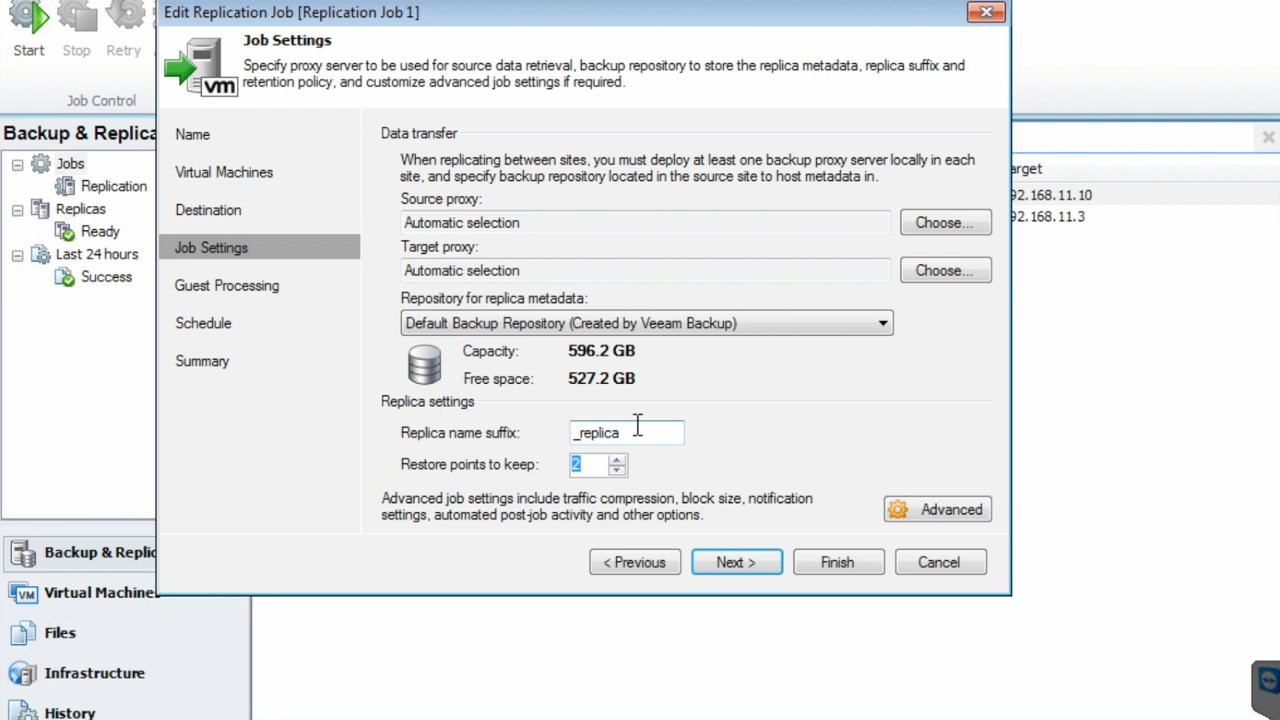 Edit Replication Job [Replication Job 1]
Job Settings
Specify proxy server to be used for source data retrieval, backup repository to store the replica metadata, replica suffix and
retention policy, and customize advanced job settings if required.
vm
Start
Stop
Retry
Job Control
Backup & Replica
Jobs
Replication
Replicas
Ready
Last 24 hours
Success
Backup & Replic
Virtual Machines
VM
Files
Infrastructure
History
Name
Virtual Machines
Destination
Job Settings
Guest Processing
Schedule
Summary
Data transfer
When replicating between sites, you must deploy at least one backup proxy server locally in each
site, and specify backup repository located in the source site to host metadata in.
Source proxy:
Automatic selection
Choose...
Target proxy:
Automatic selection
Choose...
Repository for replica metadata:
Default Backup Repository (Created by Veeam Backup)
Capacity: 596.2 GB
Free space: 527.2 GB
Replica settings
Replica name suffix: _replica
Restore points to keep: 2
Advanced job settings include traffic compression, block size, notification
settings, automated post-job activity and other options.
Advanced
< Previous
Next >
Finish
Cancel
arget
92.168.11.10
92.168.11.3